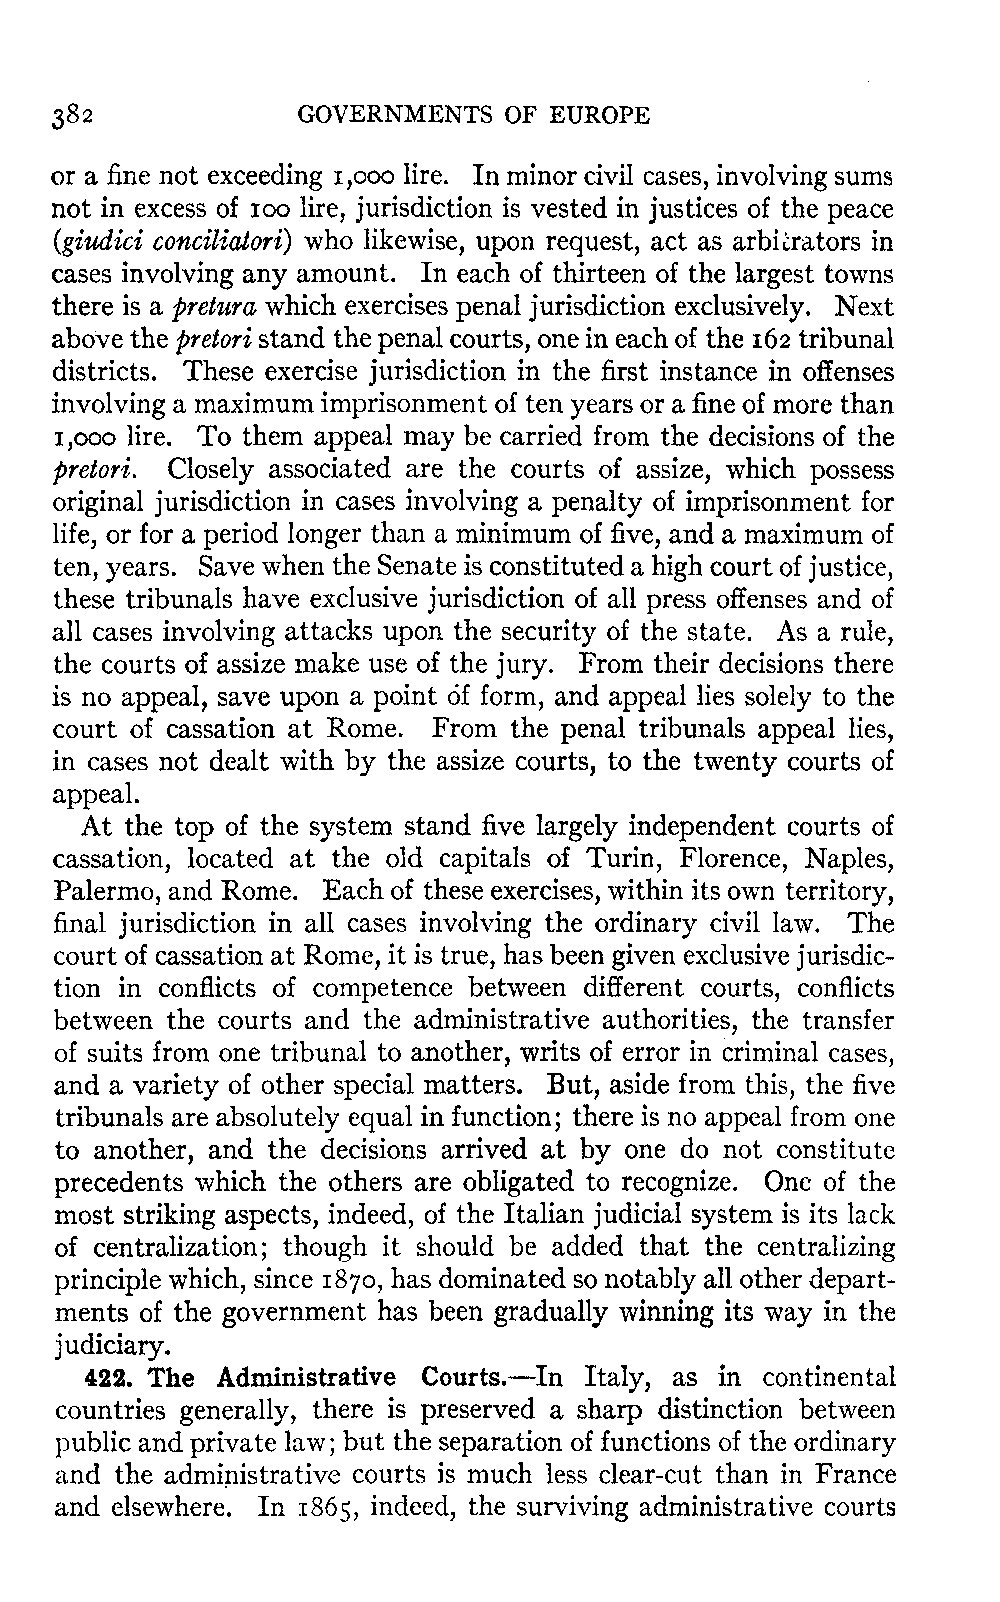 382 GOVERNMENTS OF EUROPE
or a fine not exceeding 1,000 lire. In minor civil cases, involving sums
not in excess of 100 lire, jurisdiction is vested in justices of the peace
(giudici conciliatori) who likewise, upon request, act as arbitrators in
cases involving any amount. In each of thirteen of the largest towns
there is a pretura which exercises penal jurisdiction exclusively. Next
above the pretori stand the penal courts, one in each of the 162 tribunal
districts. These exercise jurisdiction in the first instance in offenses
involving a maximum imprisonment of ten years or a fine of more than
1,000 lire. To them appeal may be carried from the decisions of the
pretori. Closely associated are the courts of assize, which possess
original jurisdiction in cases involving a penalty of imprisonment for
life, or for a period longer than a minimum of five, and a maximum of
ten, years. Save when the Senate is constituted a high court of justice,
these tribunals have exclusive jurisdiction of all press offenses and of
all cases involving attacks upon the security of the state. As a rule,
the courts of assize make use of the jury. From their decisions there
is no appeal, save upon a point of form, and appeal lies solely to the
court of cassation at Rome. From the penal tribunals appeal lies,
in cases not dealt with by the assize courts, to the twenty courts of
appeal.
At the top of the system stand five largely independent courts of
cassation, located at the old capitals of Turin, Florence, Naples,
Palermo, and Rome. Each of these exercises, within its own territory,
final jurisdiction in all cases involving the ordinary civil law. The
court of cassation at Rome, it is true, has been given exclusive jurisdic-
tion in conflicts of competence between different courts, conflicts
between the courts and the administrative authorities, the transfer
of suits from one tribunal to another, writs of error in criminal cases,
and a variety of other special matters. But, aside from this, the five
tribunals are absolutely equal in function; there is no appeal from one
to another, and the decisions arrived at by one do not constitute
precedents which the others are obligated to recognize. One of the
most striking aspects, indeed, of the Italian judicial system is its lack
of centralization; though it should be added that the centralizing
principle which, since 1870, has dominated so notably all other depart-
ments of the government has been gradually winning its way in the
judiciary.
422. The Administrative Courts.—In Italy, as in continental
countries generally, there is preserved a sharp distinction between
public and private law; but the separation of functions of the ordinary
and the administrative courts is much less clear-cut than in France
and elsewhere. In 1865, indeed, the surviving administrative courts